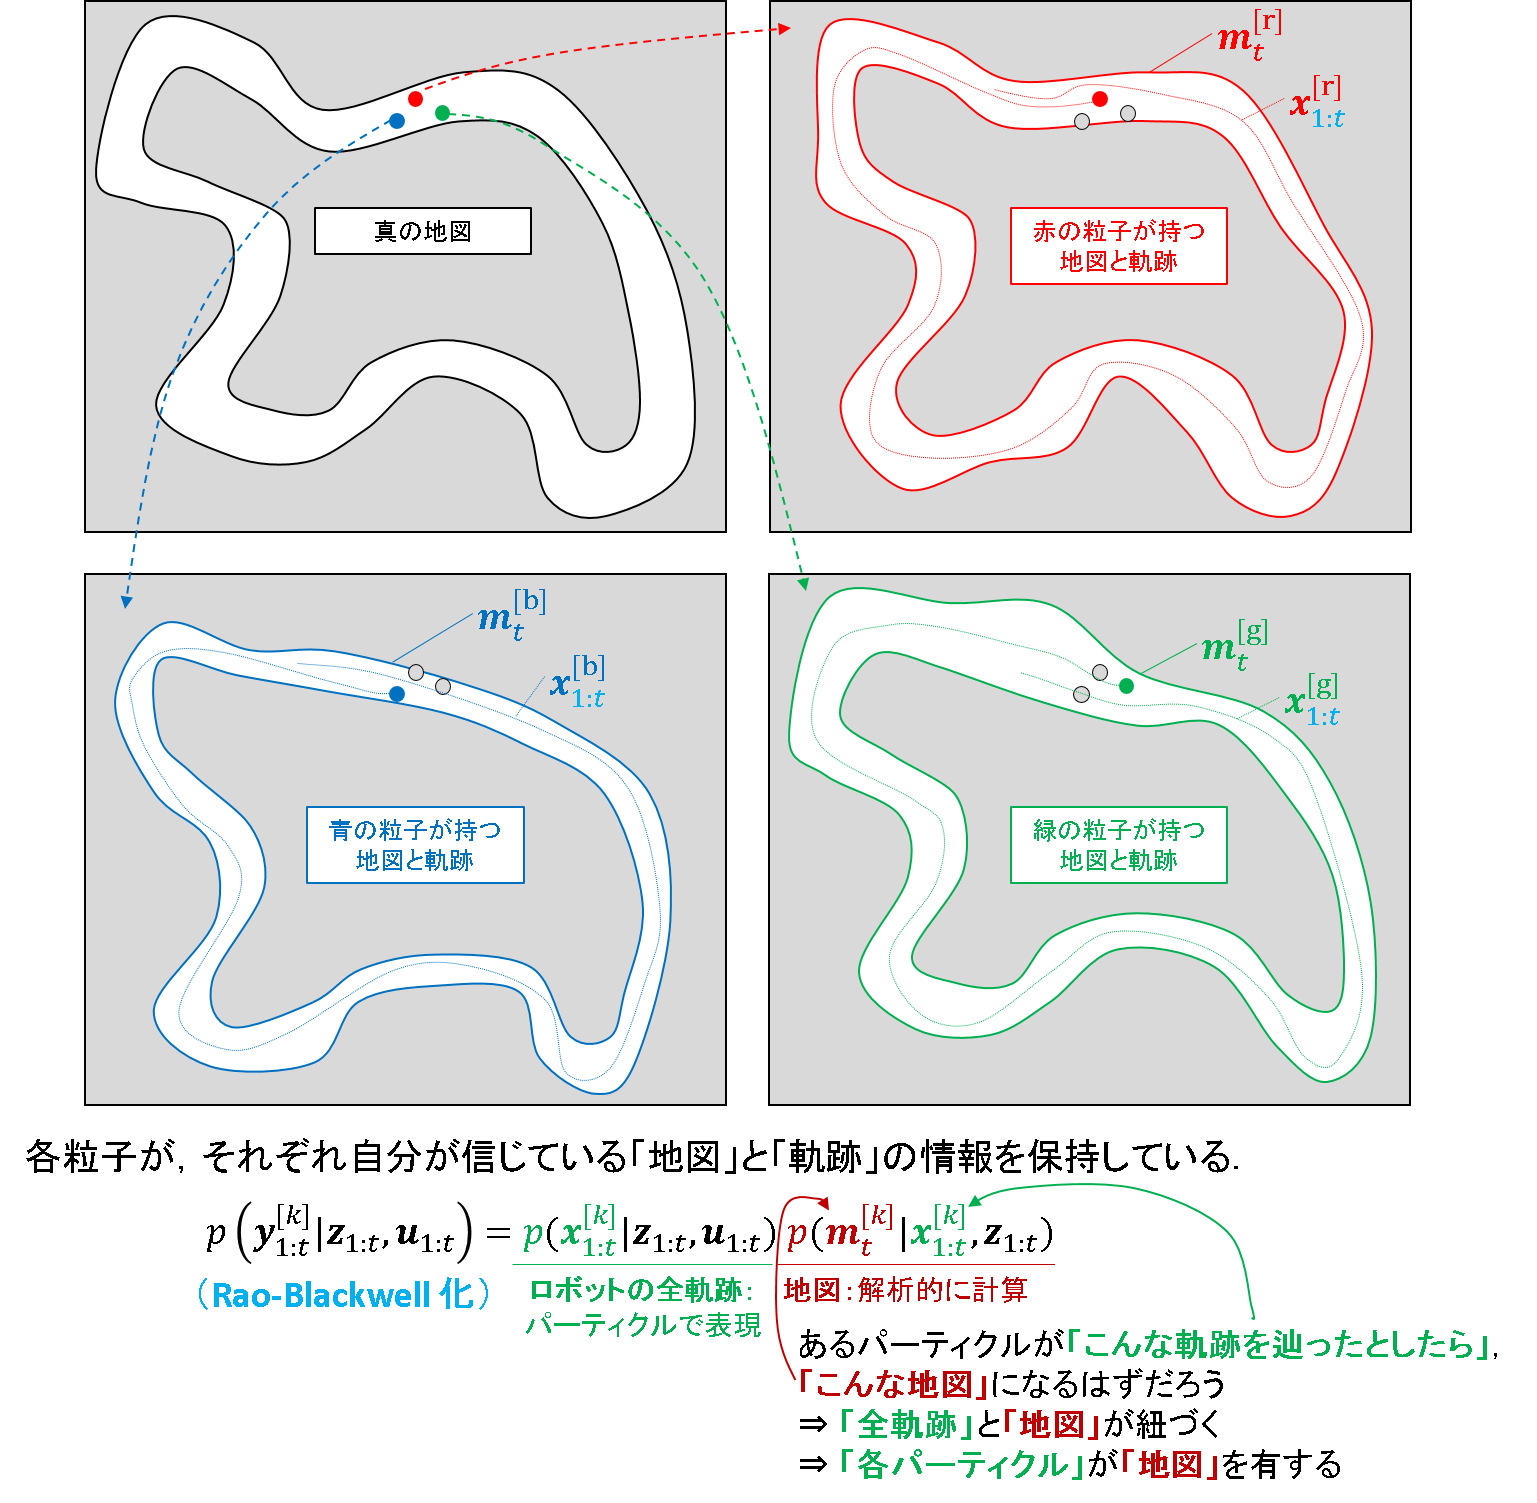 真の地図
m_t^{[r]}
x_{1:t}^{[r]}
赤の粒子が持つ
地図と軌跡
m_t^{[b]}
x_{1:t}^{[b]}
青の粒子が持つ
地図と軌跡
m_t^{[g]}
x_{1:t}^{[g]}
緑の粒子が持つ
地図と軌跡
各粒子が，それぞれ自分が信じている「地図」と「軌跡」の情報を保持している．
p(y_{1:t}^{[k]}|z_{1:t}, u_{1:t}) = p(x_{1:t}^{[k]}|z_{1:t}, u_{1:t}) p(m_t^{[k]}|x_{1:t}^{[k]}, z_{1:t})
（Rao-Blackwell 化）
ロボットの全軌跡：
パーティクルで表現
地図：解析的に計算
あるパーティクルが「こんな軌跡を辿ったとしたら」，
「こんな地図」になるはずだろう
⇒「全軌跡」と「地図」が紐づく
⇒「各パーティクル」が「地図」を有する